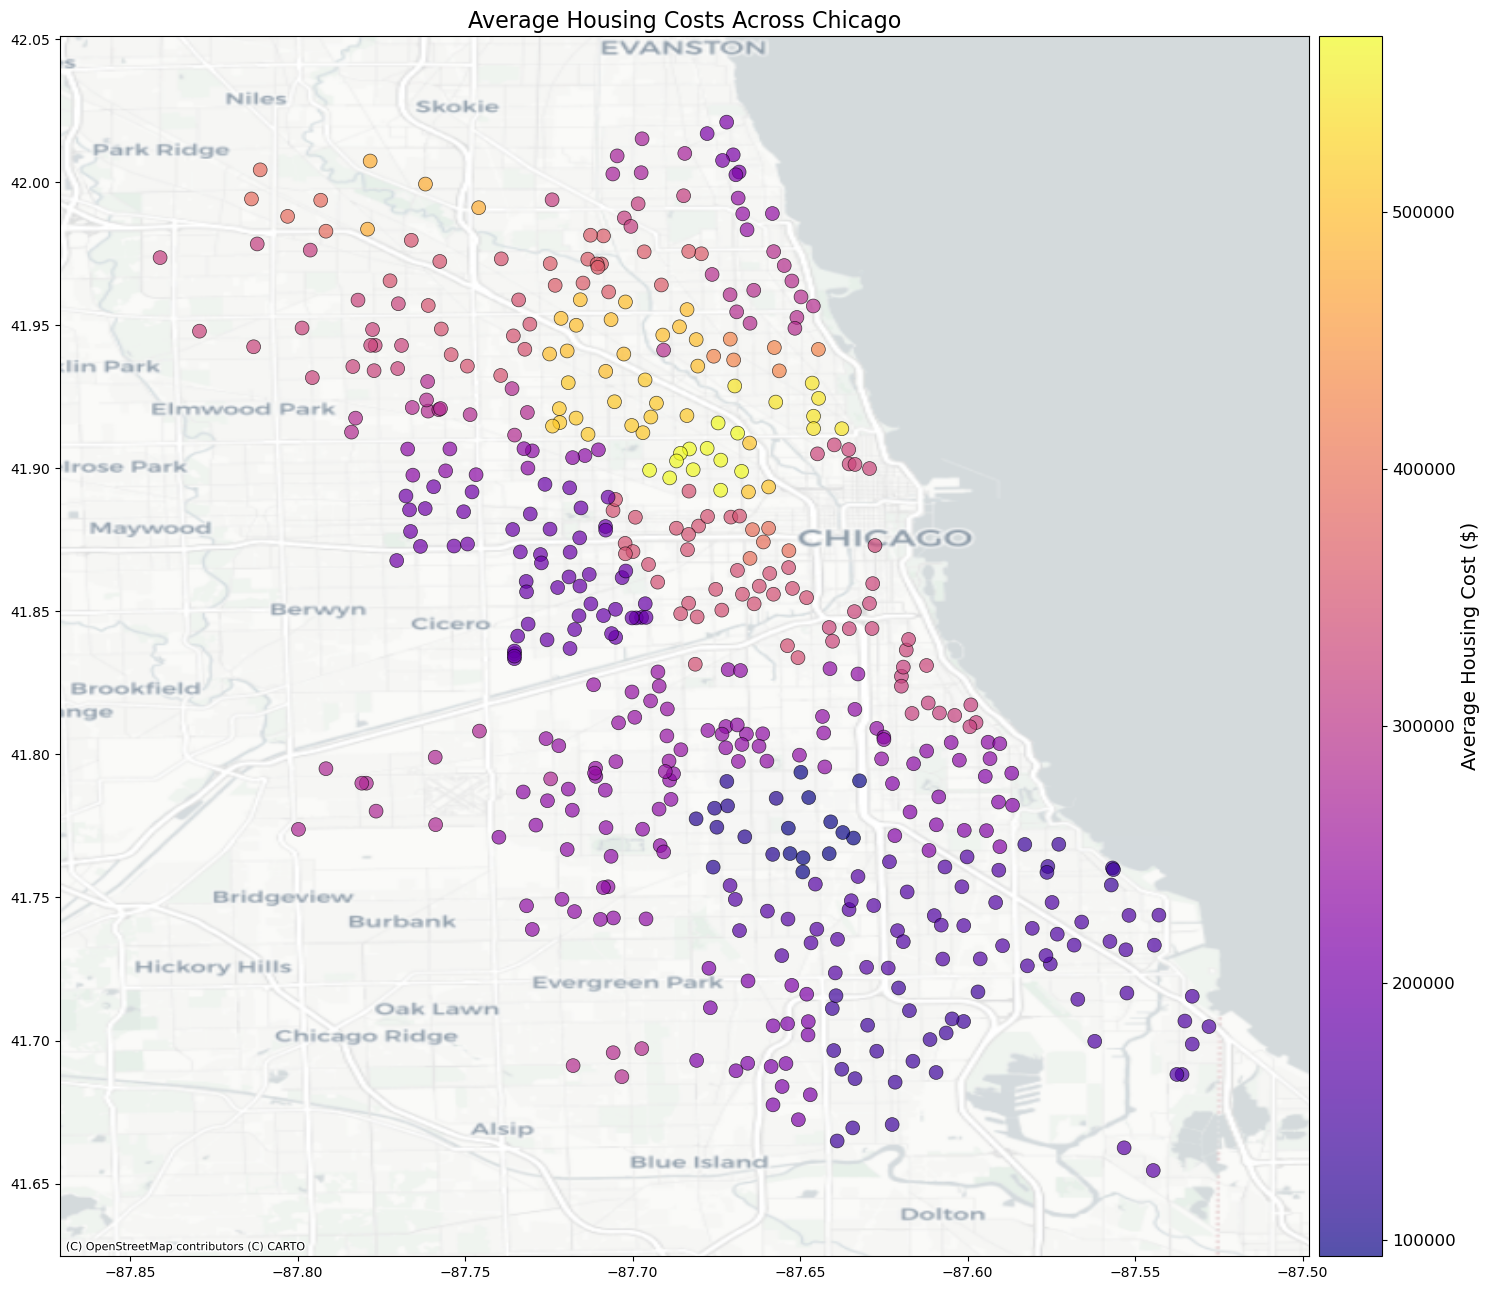 Average Housing Costs Across Chicago
42.05
42.00
41.95
41.90
41.85
41.80
41.75
41.70
41.65
EVANSTON
es
Niles
Skokie
Park Ridge
klin Park
Elmwood Park
lrose Park
Maywood
CHICAGO
Berwyn
Cicero
Brookfield
ange
Bridgeview
Burbank
Hickory Hills
Evergreen Park
Oak Lawn
Chicago Ridge
Alsip
Blue Island
Dolton
(C) OpenStreetMap contributors (C) CARTO
−87.85 −87.80 −87.75 −87.70 −87.65 −87.60 −87.55 −87.50
500000
400000
300000
200000
100000
Average Housing Cost ($)